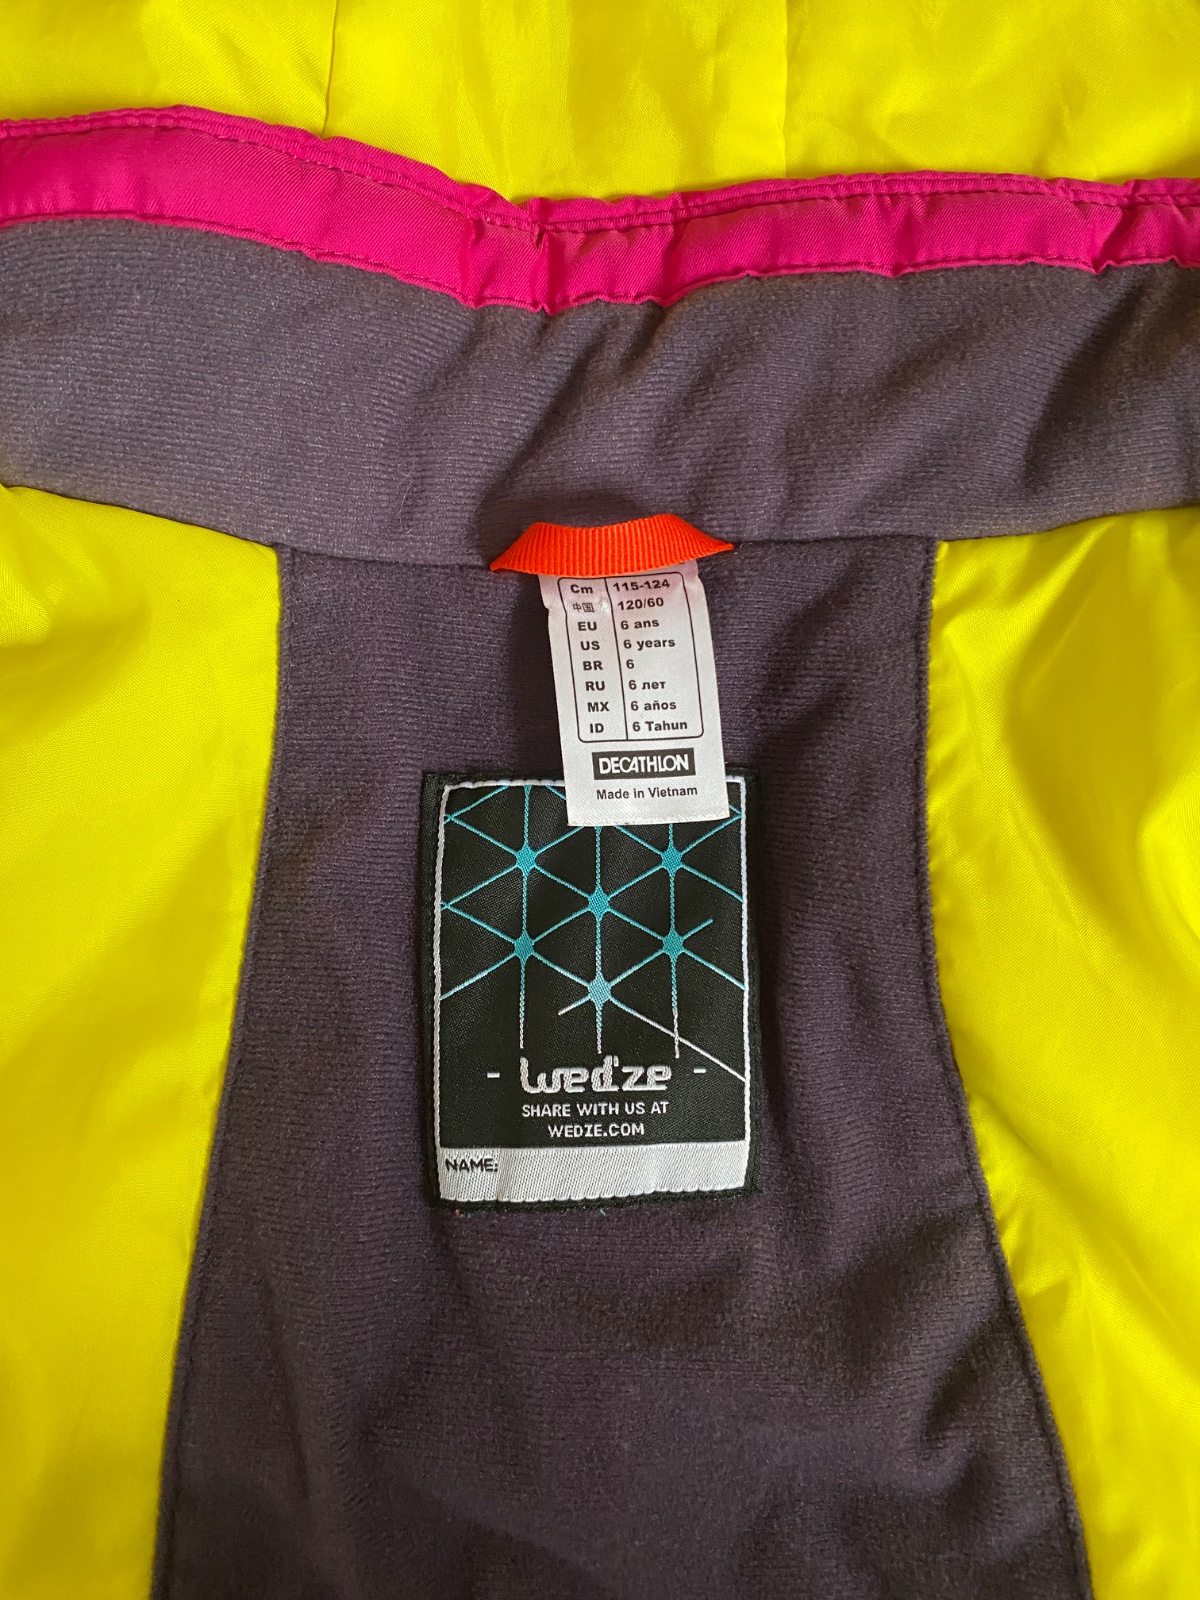 Cm 115-124
中国 120/60
EU 6 ans
US 6 years
BR 6
RU 6 лет
MX 6 años
ID 6 Tahun
DECATHLON
Made in Vietnam
- wed'ze -
SHARE WITH US AT
WEDZE.COM
NAME: